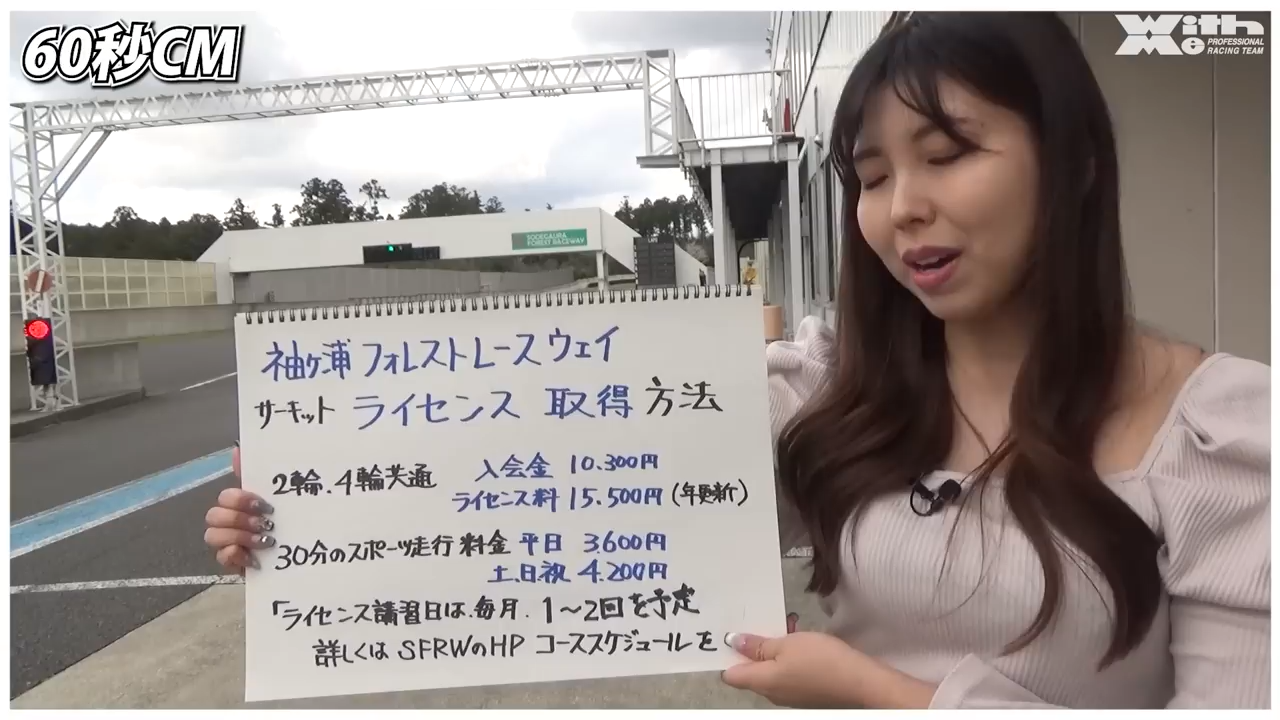 60秒CM
With Me PROFESSIONAL RACING TEAM
SODEGAURA
FOREST RACEWAY
袖ヶ浦フォレストレースウェイ
サーキット ライセンス 取得 方法
2輪、4輪共通 入会金 10.300円
ライセンス料 15.500円 (年更新)
30分のスポーツ走行 料金 平日 3.600円
土、日祝 4.200円
「ライセンス講習日は、毎月、1〜2回を予定
詳しくは SFRWのHP コーススケジュールを